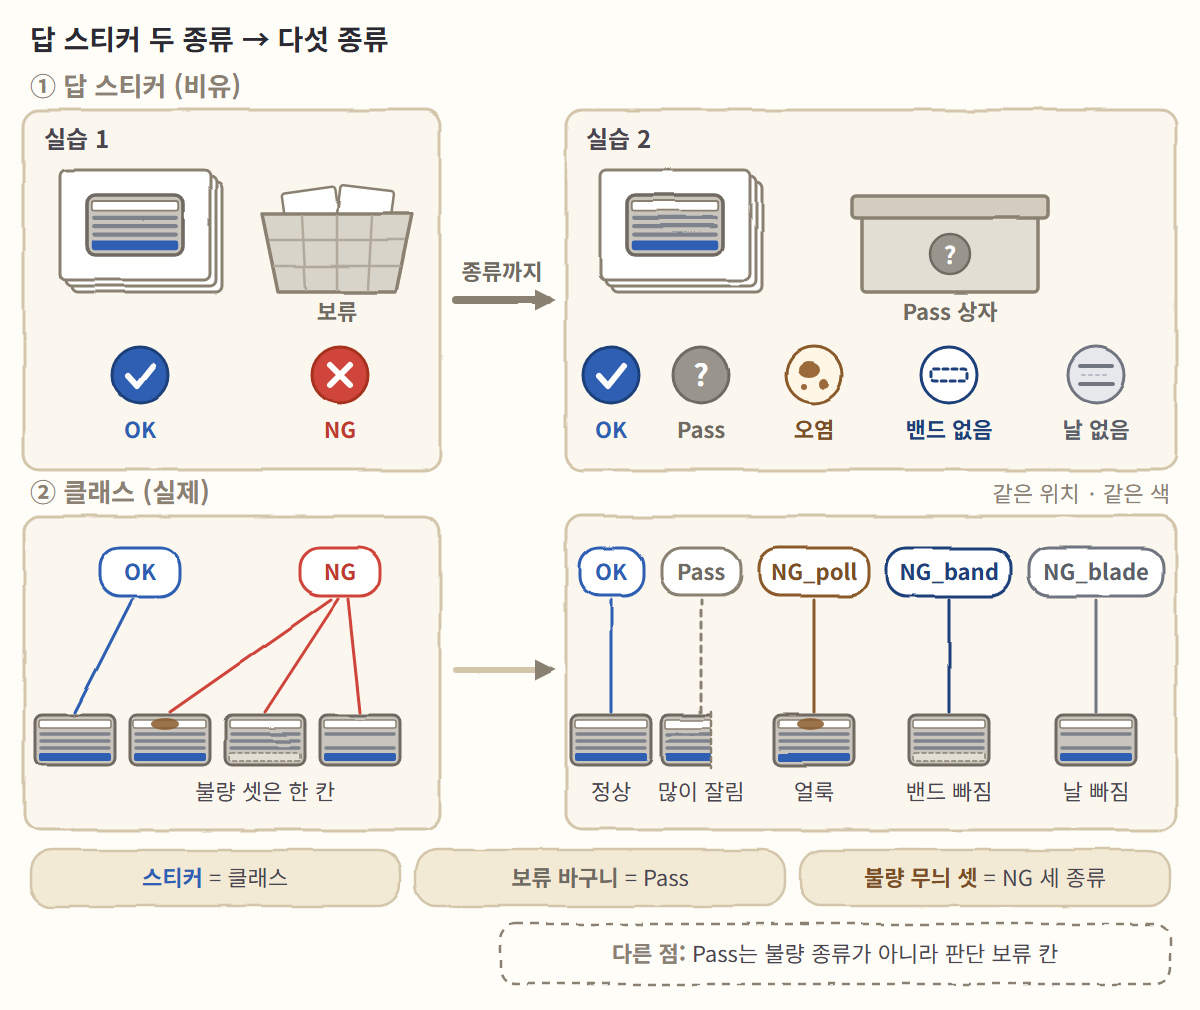 답 스티커 두 종류 → 다섯 종류
① 답 스티커 (비유)
실습 1
보류
OK
NG
종류까지
실습 2
?
Pass 상자
?
OK
Pass
오염
밴드 없음
날 없음
② 클래스 (실제)
같은 위치 · 같은 색
OK
NG
불량 셋은 한 칸
OK
Pass
NG_poll
NG_band
NG_blade
정상
많이 잘림
얼룩
밴드 빠짐
날 빠짐
스티커 = 클래스
보류 바구니 = Pass
불량 무늬 셋 = NG 세 종류
다른 점: Pass는 불량 종류가 아니라 판단 보류 칸